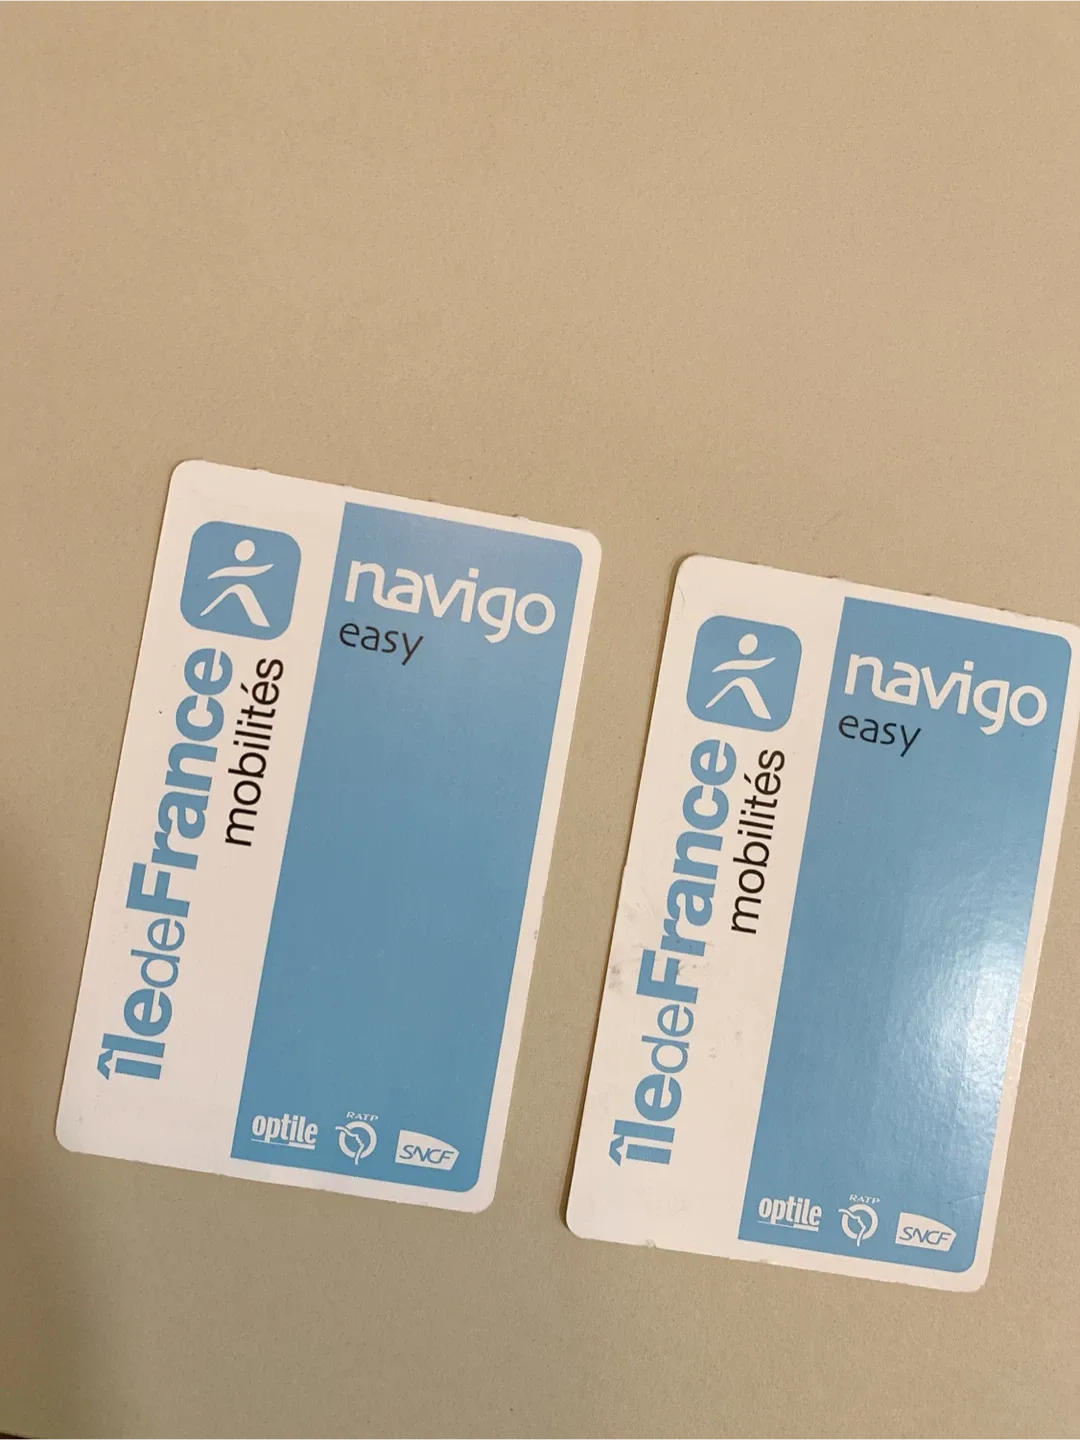 navigo
easy
îledeFrance
mobilités
optile
RATP
SNCF
navigo
easy
îledeFrance
mobilités
optile
RATP
SNCF